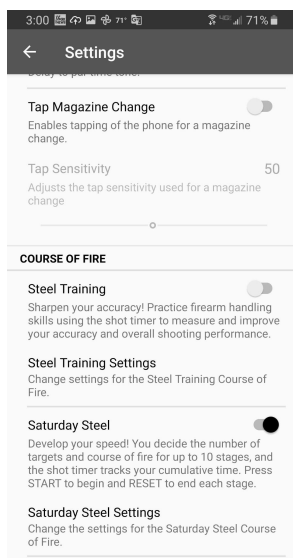 3:00 71° 4G 71%
Settings
Delay to par time tone.
Tap Magazine Change
Enables tapping of the phone for a magazine
change.
Tap Sensitivity 50
Adjusts the tap sensitivity used for a magazine
change
COURSE OF FIRE
Steel Training
Sharpen your accuracy! Practice firearm handling
skills using the shot timer to measure and improve
your accuracy and overall shooting performance.
Steel Training Settings
Change settings for the Steel Training Course of
Fire.
Saturday Steel
Develop your speed! You decide the number of
targets and course of fire for up to 10 stages, and
the shot timer tracks your cumulative time. Press
START to begin and RESET to end each stage.
Saturday Steel Settings
Change the settings for the Saturday Steel Course
of Fire.